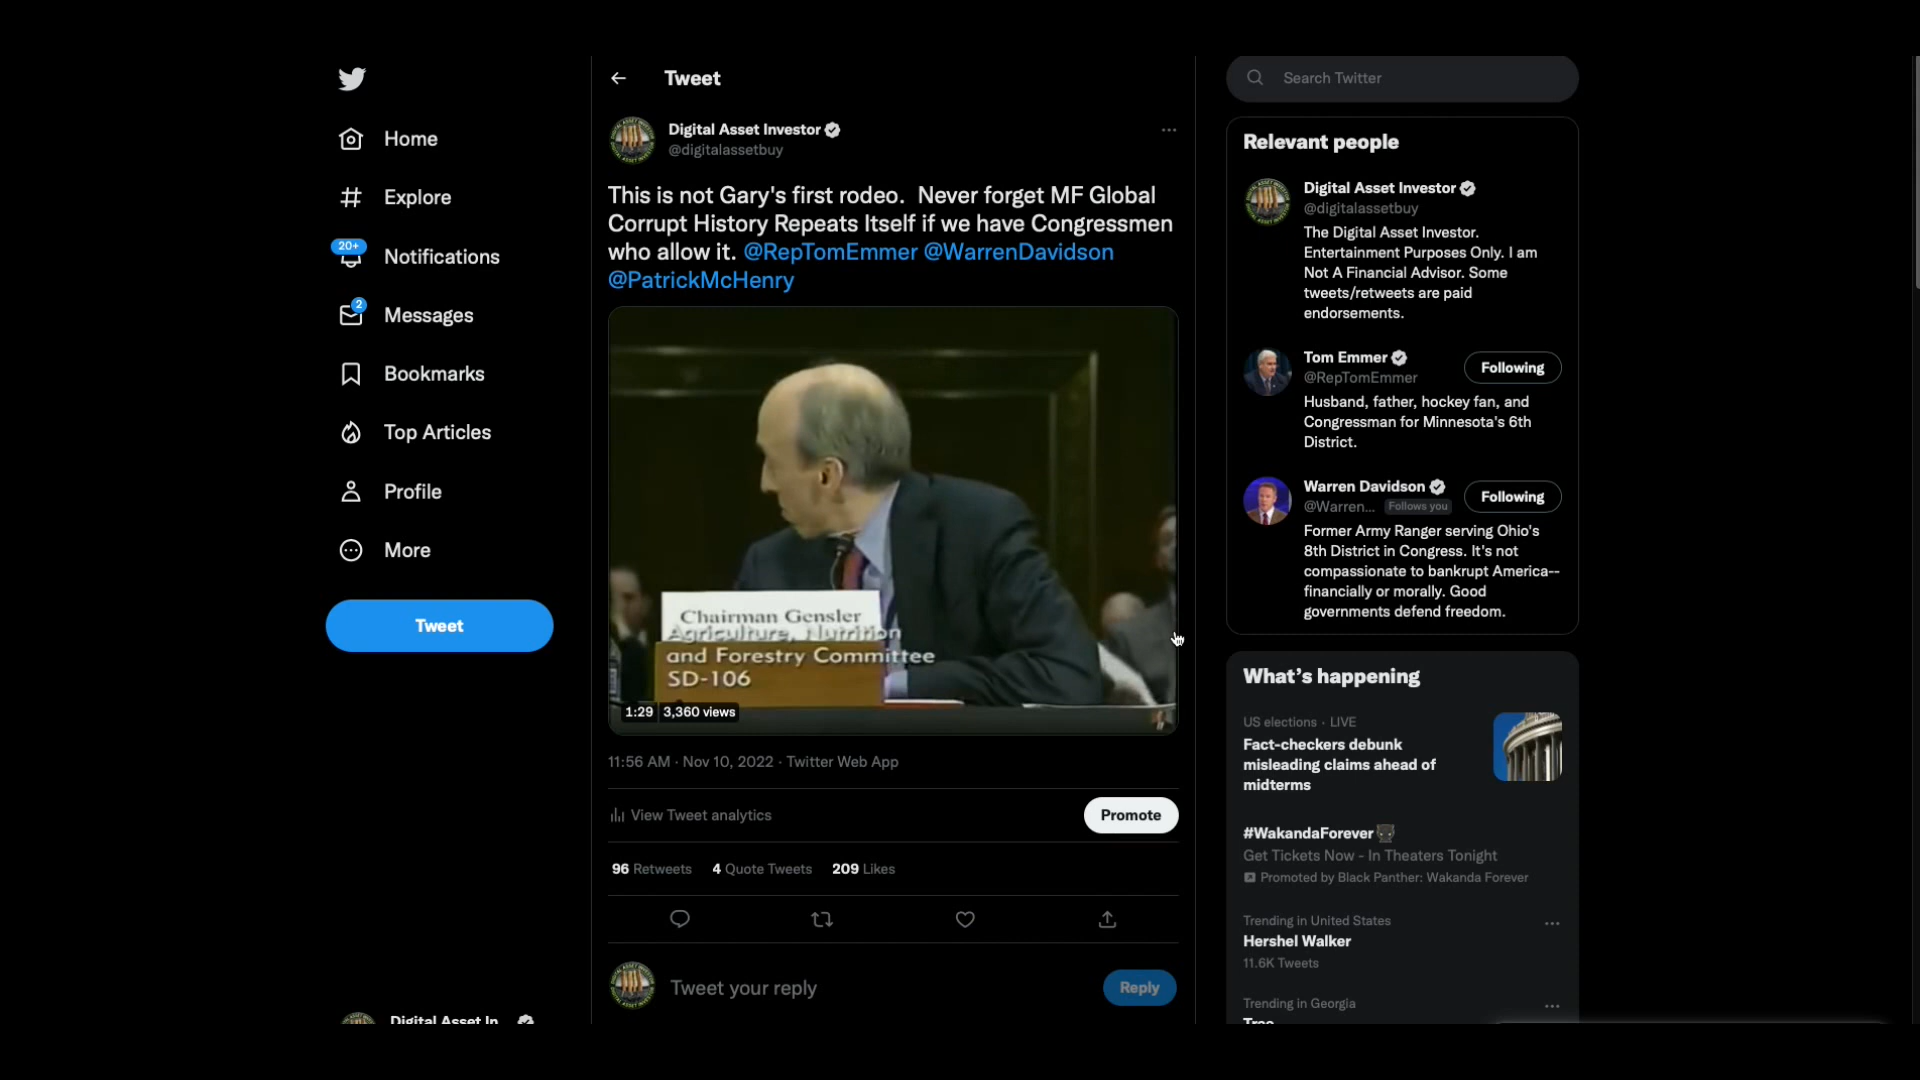 Home
Explore
20+
Notifications
2
Messages
Bookmarks
Top Articles
Profile
More
Tweet
Digital Asset In
Tweet
Digital Asset Investor
@digitalassetbuy
This is not Gary's first rodeo. Never forget MF Global
Corrupt History Repeats Itself if we have Congressmen
who allow it. @RepTomEmmer @WarrenDavidson
@PatrickMcHenry
Chairman Gensler
Agriculture, Nutrition
and Forestry Committee
SD-106
1:29 3,360 views
11:56 AM · Nov 10, 2022 · Twitter Web App
View Tweet analytics
Promote
96 Retweets 4 Quote Tweets 209 Likes
Tweet your reply
Reply
Search Twitter
Relevant people
Digital Asset Investor
@digitalassetbuy
The Digital Asset Investor.
Entertainment Purposes Only. I am
Not A Financial Advisor. Some
tweets/retweets are paid
endorsements.
Tom Emmer
@RepTomEmmer
Following
Husband, father, hockey fan, and
Congressman for Minnesota's 6th
District.
Warren Davidson
@Warren... Follows you
Following
Former Army Ranger serving Ohio's
8th District in Congress. It's not
compassionate to bankrupt America--
financially or morally. Good
governments defend freedom.
What's happening
US elections · LIVE
Fact-checkers debunk
misleading claims ahead of
midterms
#WakandaForever
Get Tickets Now - In Theaters Tonight
Promoted by Black Panther: Wakanda Forever
Trending in United States
Hershel Walker
11.6K Tweets
Trending in Georgia